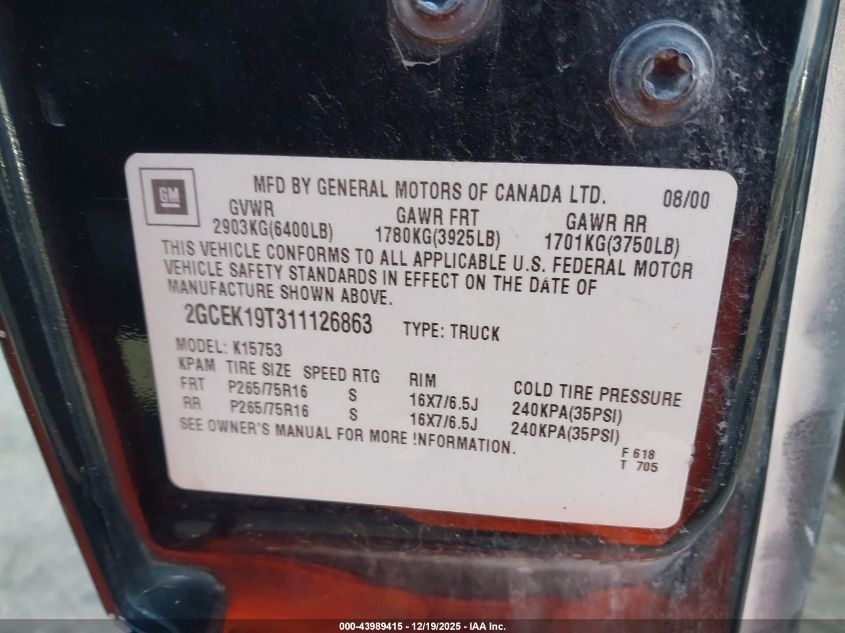 GM
MFD BY GENERAL MOTORS OF CANADA LTD. 08/00
GVWR GAWR FRT GAWR RR
2903KG(6400LB) 1780KG(3925LB) 1701KG(3750LB)
THIS VEHICLE CONFORMS TO ALL APPLICABLE U.S. FEDERAL MOTOR
VEHICLE SAFETY STANDARDS IN EFFECT ON THE DATE OF
MANUFACTURE SHOWN ABOVE.
2GCEK19T311126863 TYPE: TRUCK
MODEL: K15753
KPAM TIRE SIZE SPEED RTG RIM COLD TIRE PRESSURE
FRT P265/75R16 S 16X7/6.5J 240KPA(35PSI)
RR P265/75R16 S 16X7/6.5J 240KPA(35PSI)
SEE OWNER'S MANUAL FOR MORE INFORMATION.
F 618
T 705
000-43989415 - 12/19/2025 - IAA Inc.